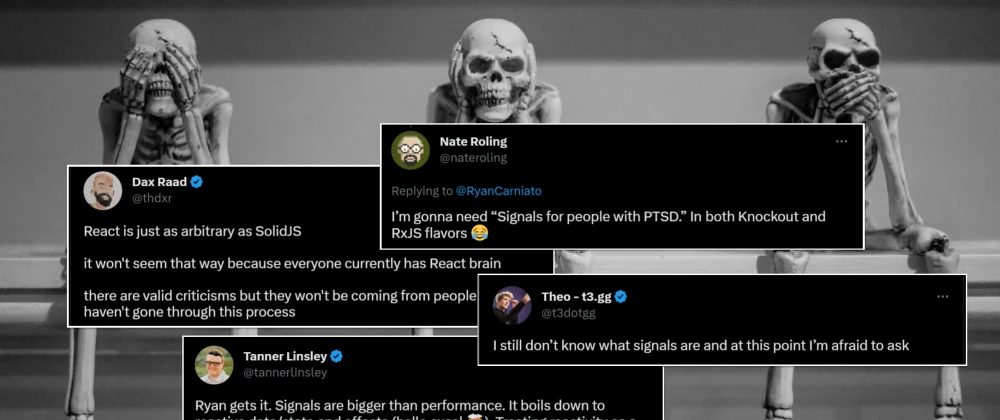 Nate Roling
@nateroling
Replying to @RyanCarniato
I'm gonna need “Signals for people with PTSD.” In both Knockout and
RxJS flavors 😂
Dax Raad
@thdxr
React is just as arbitrary as SolidJS
it won't seem that way because everyone currently has React brain
there are valid criticisms but they won't be coming from people
haven't gone through this process
Theo - t3.gg
@t3dotgg
I still don't know what signals are and at this point I'm afraid to ask
Tanner Linsley
@tannerlinsley
Ryan gets it. Signals are bigger than performance. It boils down to